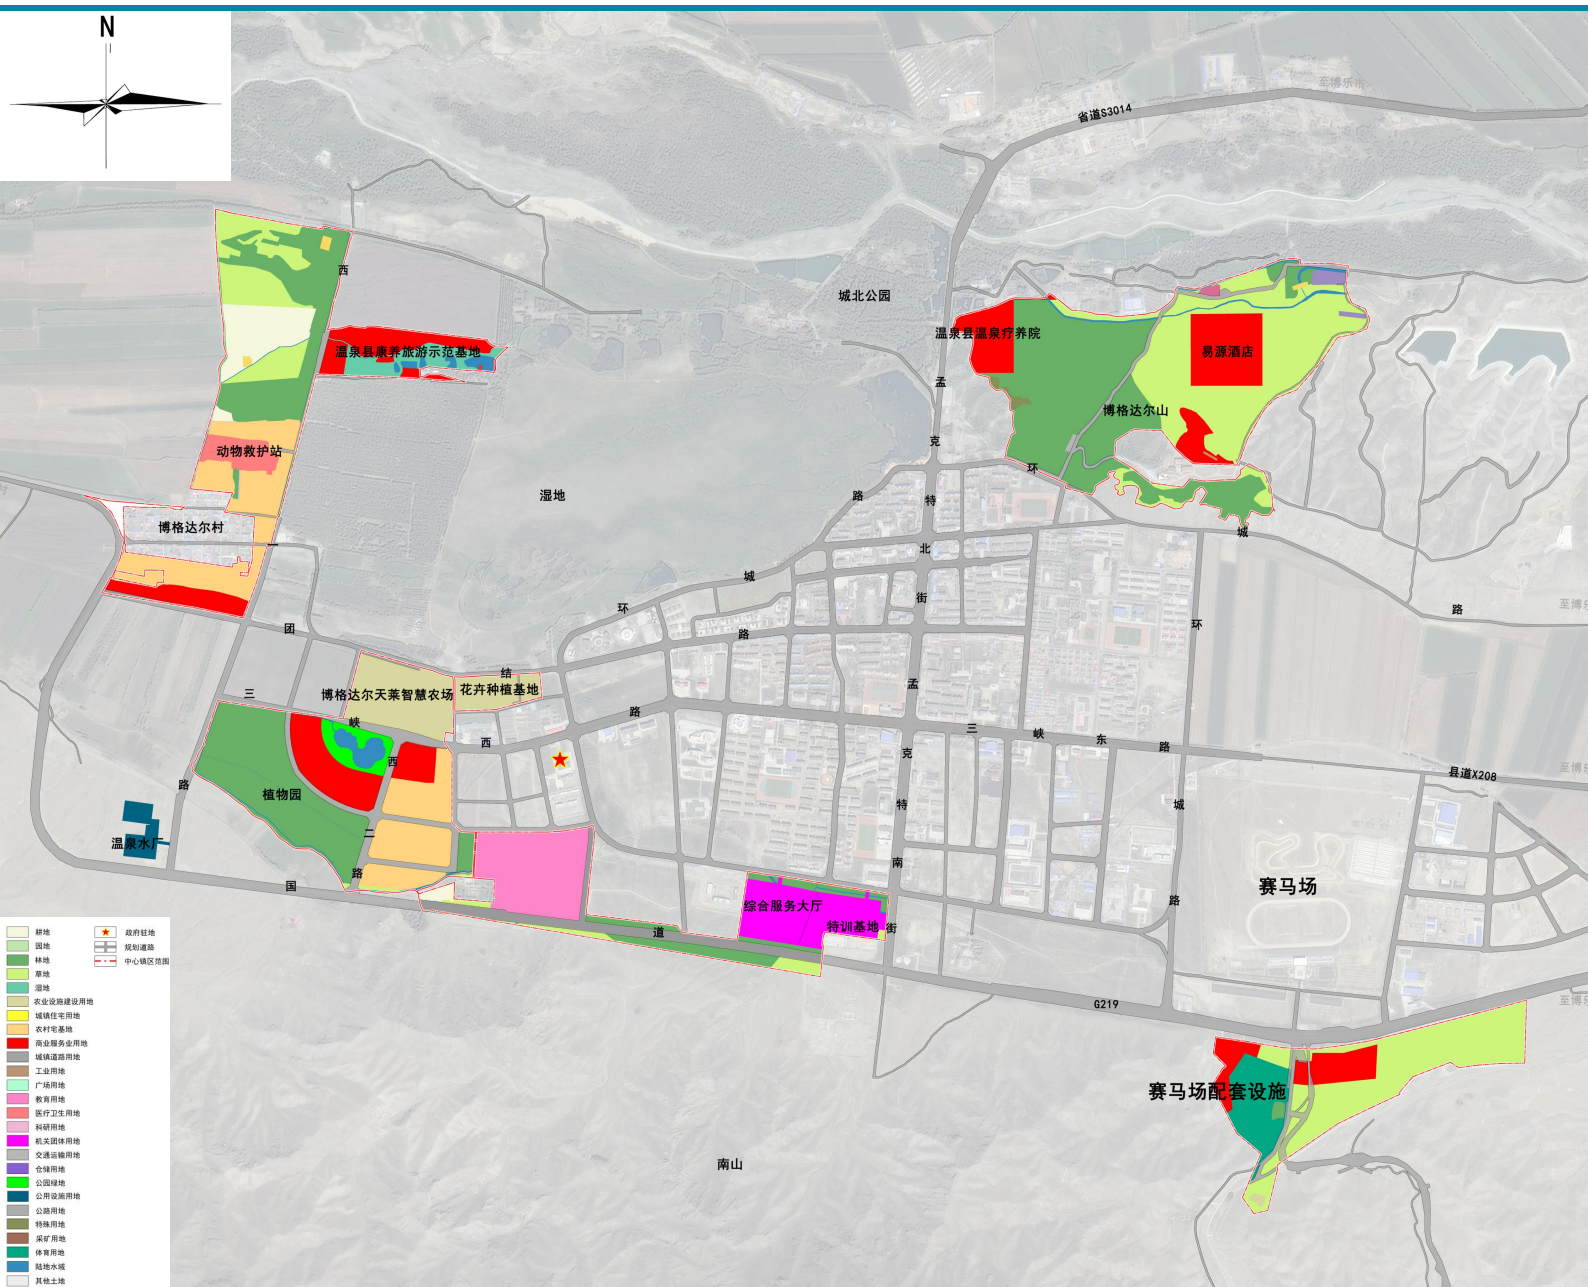 N
至博乐市
省道S3014
西
城北公园
温泉县温泉疗养院
易源酒店
温泉县康养旅游示范基地
孟
博格达尔山
动物救护站
克
环
湿地
路
特
博格达尔村
城
一
北
城
环
街
路
至博乐
团
路
环
结
三
博格达尔天莱智慧农场
花卉种植基地
孟
峡
路
三
峡
东
路
西
西
克
县道X208
至博乐
路
植物园
特
城
二
温泉水厂
南
路
国
赛马场
综合服务大厅
特训基地
街
路
道
G219
至博乐
赛马场配套设施
南山
耕地
园地
林地
草地
湿地
农业设施建设用地
城镇住宅用地
农村宅基地
商业服务业用地
城镇道路用地
工业用地
广场用地
教育用地
医疗卫生用地
科研用地
机关团体用地
交通运输用地
仓储用地
公园绿地
公用设施用地
公路用地
特殊用地
采矿用地
体育用地
陆地水域
其他土地
政府驻地
规划道路
中心镇区范围